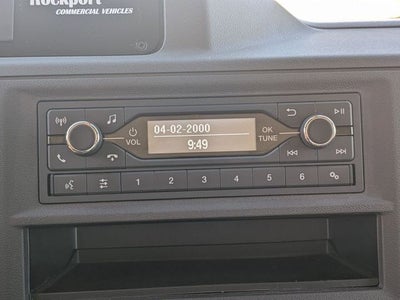 Rockport
COMMERCIAL VEHICLES
04-02-2000
9:49
VOL
OK
TUNE
1 2 3 4 5 6